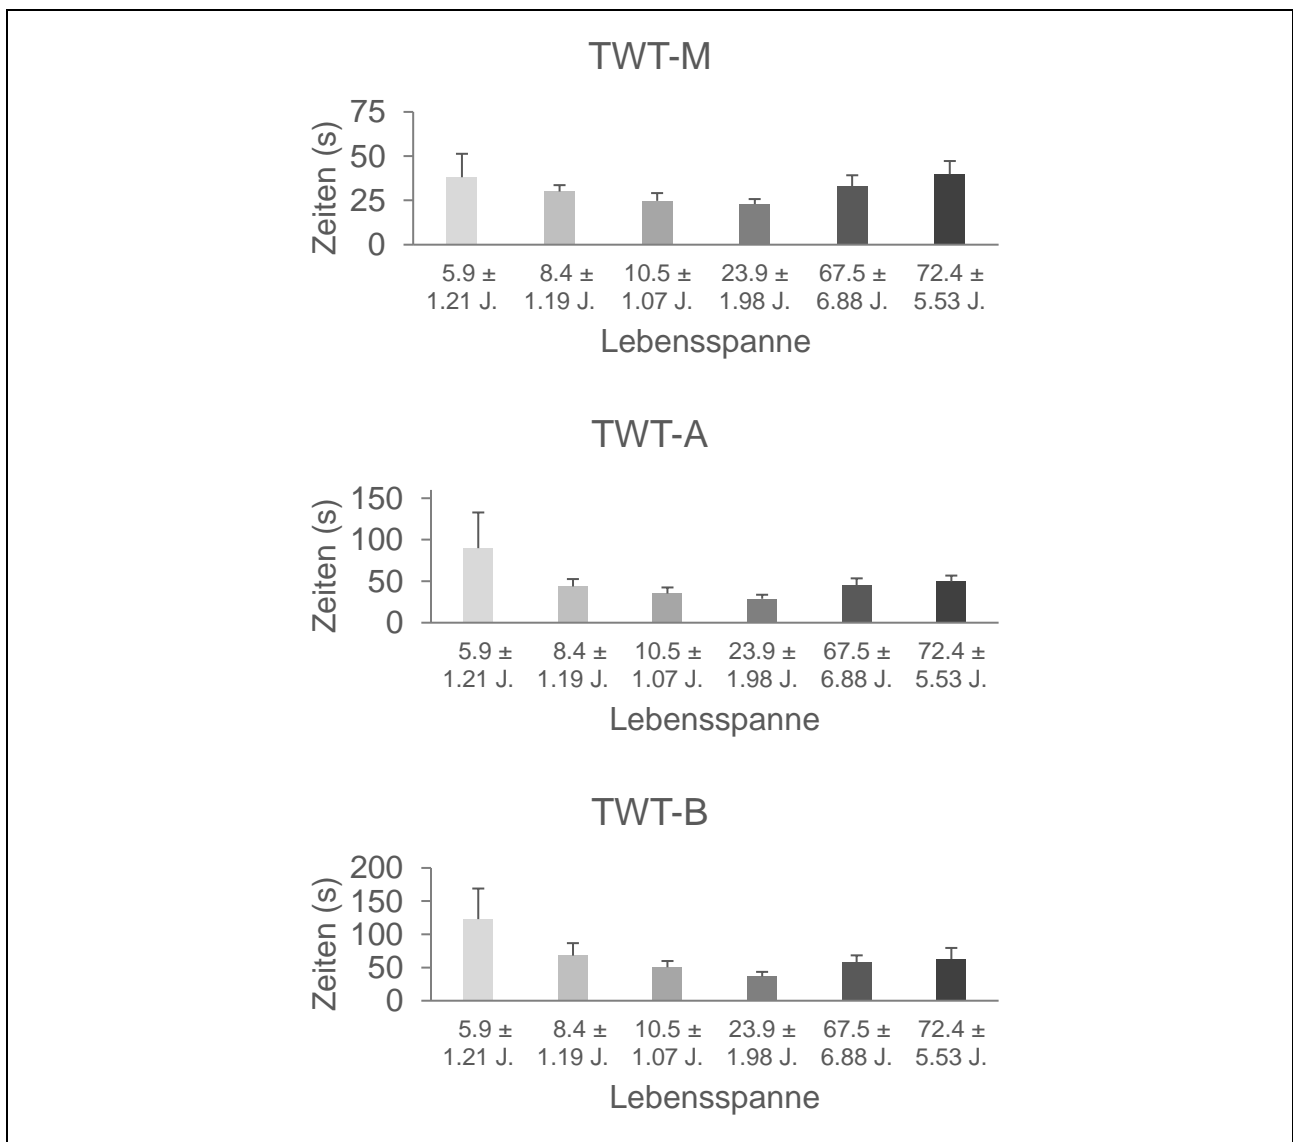 TWT-M
75
50
25
0
Zeiten (s)
5.9 ± 8.4 ± 10.5 ± 23.9 ± 67.5 ± 72.4 ±
1.21 J. 1.19 J. 1.07 J. 1.98 J. 6.88 J. 5.53 J.
Lebensspanne
TWT-A
150
100
50
0
Zeiten (s)
5.9 ± 8.4 ± 10.5 ± 23.9 ± 67.5 ± 72.4 ±
1.21 J. 1.19 J. 1.07 J. 1.98 J. 6.88 J. 5.53 J.
Lebensspanne
TWT-B
200
150
100
50
0
Zeiten (s)
5.9 ± 8.4 ± 10.5 ± 23.9 ± 67.5 ± 72.4 ±
1.21 J. 1.19 J. 1.07 J. 1.98 J. 6.88 J. 5.53 J.
Lebensspanne